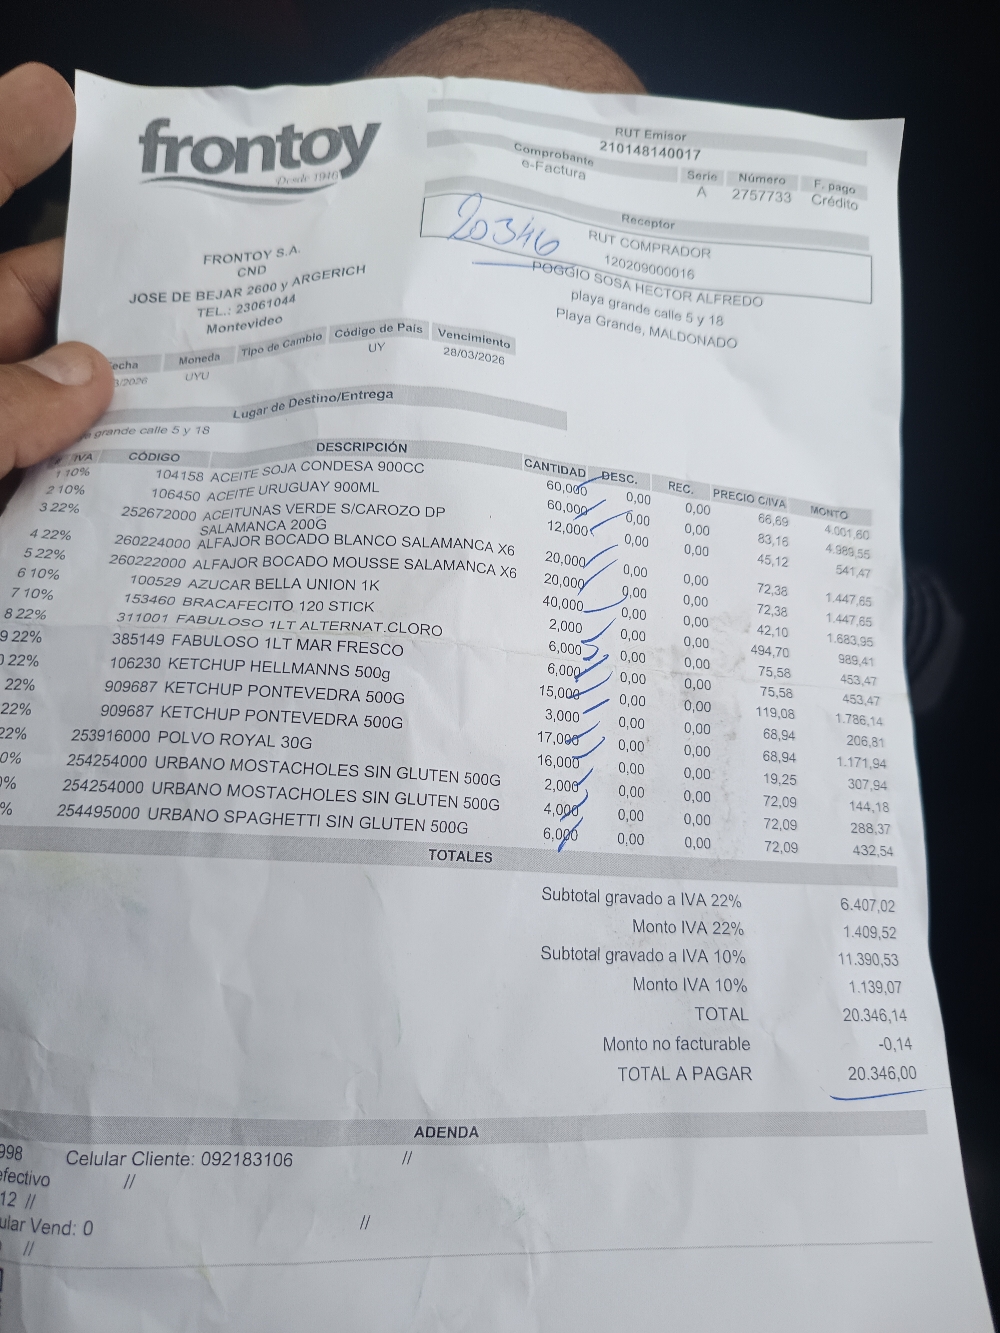 frontoy
Desde 1946
RUT Emisor
210148140017
Comprobante Serie Número F. pago
e-Factura A 2757733 Crédito
Receptor
20346
RUT COMPRADOR
120209000016
POGGIO SOSA HECTOR ALFREDO
playa grande calle 5 y 18
Playa Grande, MALDONADO
FRONTOY S.A.
CND
JOSE DE BEJAR 2600 y ARGERICH
TEL.: 23061044
Montevideo
echa Moneda Tipo de Cambio Código de País Vencimiento
3/2026 UYU UY 28/03/2026
Lugar de Destino/Entrega
grande calle 5 y 18
IVA CÓDIGO DESCRIPCIÓN CANTIDAD DESC. REC. PRECIO C/IVA MONTO
1 10% 104158 ACEITE SOJA CONDESA 900CC 60,000 0,00 0,00 66,69 4.001,60
2 10% 106450 ACEITE URUGUAY 900ML 60,000 0,00 0,00 83,16 4.989,55
3 22% 252672000 ACEITUNAS VERDE S/CAROZO DP SALAMANCA 200G 12,000 0,00 0,00 45,12 541,47
4 22% 260224000 ALFAJOR BOCADO BLANCO SALAMANCA X6 20,000 0,00 0,00 72,38 1.447,65
5 22% 260222000 ALFAJOR BOCADO MOUSSE SALAMANCA X6 20,000 0,00 0,00 72,38 1.447,65
6 10% 100529 AZUCAR BELLA UNION 1K 40,000 0,00 0,00 42,10 1.683,95
7 10% 153460 BRACAFECITO 120 STICK 2,000 0,00 0,00 494,70 989,41
8 22% 311001 FABULOSO 1LT ALTERNAT.CLORO 6,000 0,00 0,00 75,58 453,47
9 22% 385149 FABULOSO 1LT MAR FRESCO 6,000 0,00 0,00 75,58 453,47
0 22% 106230 KETCHUP HELLMANNS 500g 15,000 0,00 0,00 119,08 1.786,14
22% 909687 KETCHUP PONTEVEDRA 500G 3,000 0,00 0,00 68,94 206,81
22% 909687 KETCHUP PONTEVEDRA 500G 17,000 0,00 0,00 68,94 1.171,94
22% 253916000 POLVO ROYAL 30G 16,000 0,00 0,00 19,25 307,94
0% 254254000 URBANO MOSTACHOLES SIN GLUTEN 500G 2,000 0,00 0,00 72,09 144,18
% 254254000 URBANO MOSTACHOLES SIN GLUTEN 500G 4,000 0,00 0,00 72,09 288,37
% 254495000 URBANO SPAGHETTI SIN GLUTEN 500G 6,000 0,00 0,00 72,09 432,54
TOTALES
Subtotal gravado a IVA 22% 6.407,02
Monto IVA 22% 1.409,52
Subtotal gravado a IVA 10% 11.390,53
Monto IVA 10% 1.139,07
TOTAL 20.346,14
Monto no facturable -0,14
TOTAL A PAGAR 20.346,00
ADENDA
998 Celular Cliente: 092183106 //
efectivo //
12 //
ular Vend: 0 //
//